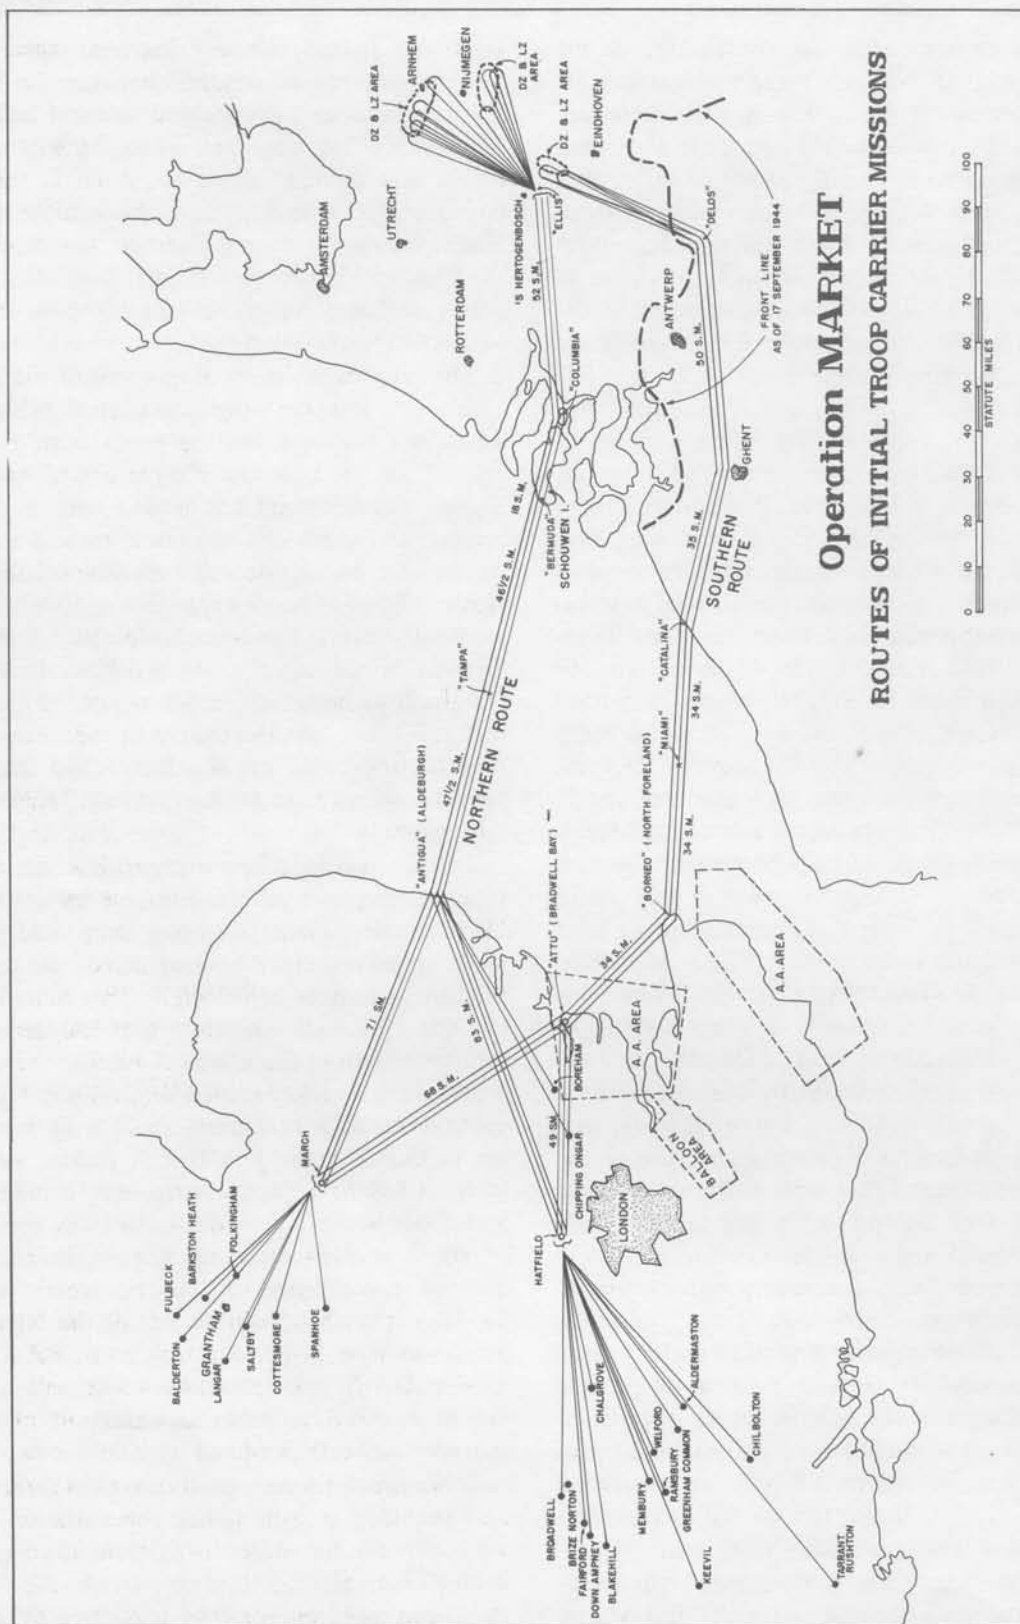 Operation MARKET
ROUTES OF INITIAL TROOP CARRIER MISSIONS
0 10 20 30 40 50 60 70 80 90 100
STATUTE MILES
FULBECK
BARKSTON HEATH
FOLKINGHAM
MARCH
BALDERTON
GRANTHAM
LANGAR
SALTBY
COTTESMORE
SPANHOE
71 SM.
68 S.M.
83 S.M.
"ANTIGUA" (ALDEBURGH)
47 1/2 S.M.
NORTHERN ROUTE
"TAMPA"
46 1/2 S.M.
18 S.M.
"BERMUDA"
SCHOUWEN I.
"COLUMBIA"
52 S.M.
'S HERTOGENBOSCH
"ELLIS"
AMSTERDAM
UTRECHT
ROTTERDAM
DZ & LZ AREA
ARNHEM
NIJMEGEN
DZ & LZ
AREA
DZ & LZ AREA
EINDHOVEN
HATFIELD
CHIPPING ONGAR
49 SM.
BOREHAM
"ATTU" (BRADWELL BAY)
34 S.M.
LONDON
BALLOON
AREA
A.A. AREA
A.A. AREA
"BORNEO" (NORTH FORELAND)
34 S.M.
"MIAMI"
34 S.M.
"CATALINA"
SOUTHERN
ROUTE
35 S.M.
GHENT
50 S.M.
ANTWERP
"DELOS"
FRONT LINE
AS OF 17 SEPTEMBER 1944
BROADWELL
BRIZE NORTON
FAIRFORD
DOWN AMPNEY
BLAKEHILL
CHALGROVE
MEMBURY
WELFORD
RAMSBURY
GREENHAM COMMON
ALDERMASTON
CHILBOLTON
KEEVIL
TARRANT
RUSHTON